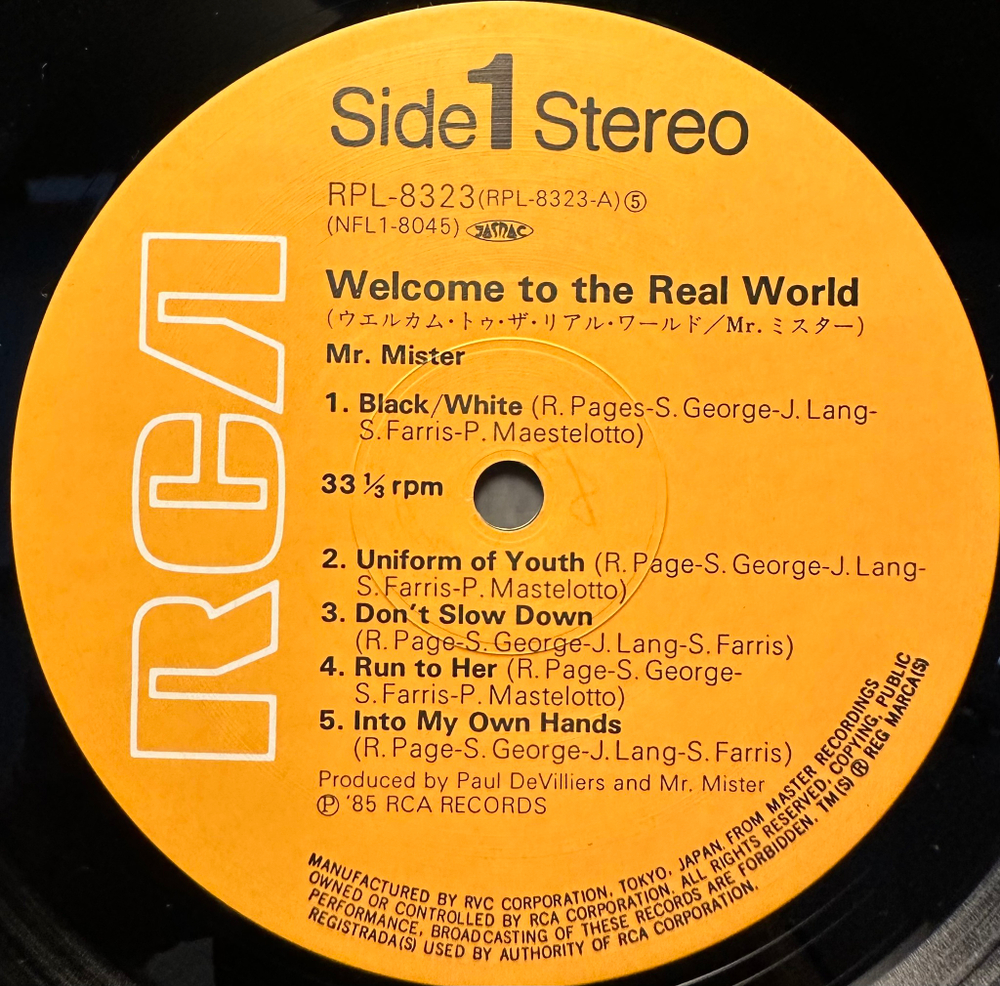 Side 1 Stereo
RPL-8323(RPL-8323-A)⑤
(NFL1-8045) JASRAC
RCA
Welcome to the Real World
(ウエルカム・トゥ・ザ・リアル・ワールド/Mr.ミスター)
Mr. Mister
1. Black/White (R. Pages-S. George-J. Lang-
S. Farris-P. Maestelotto)
33 ⅓ rpm
2. Uniform of Youth (R. Page-S. George-J. Lang-
S. Farris-P. Mastelotto)
3. Don't Slow Down
(R. Page-S. George-J. Lang-S. Farris)
4. Run to Her (R. Page-S. George-
S. Farris-P. Mastelotto)
5. Into My Own Hands
(R. Page-S. George-J. Lang-S. Farris)
Produced by Paul DeVilliers and Mr. Mister
Ⓟ '85 RCA RECORDS
MANUFACTURED BY RVC CORPORATION, TOKYO, JAPAN. FROM MASTER RECORDINGS
OWNED OR CONTROLLED BY RCA CORPORATION. ALL RIGHTS RESERVED, COPYING, PUBLIC
PERFORMANCE, BROADCASTING OF THESE RECORDS ARE FORBIDDEN. TM(S) ® REG MARCA(S)
REGISTRADA(S) USED BY AUTHORITY OF RCA CORPORATION.